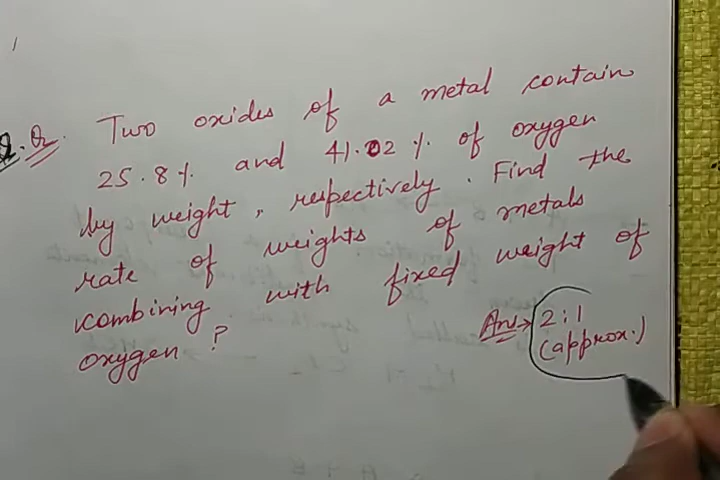 Q. Two oxides of a metal contain
25.8% and 41.02 % of oxygen
by weight, respectively. Find the
rate of weights of metals
combining with fixed weight of
oxygen ?
Ans→ 2:1
(approx.)